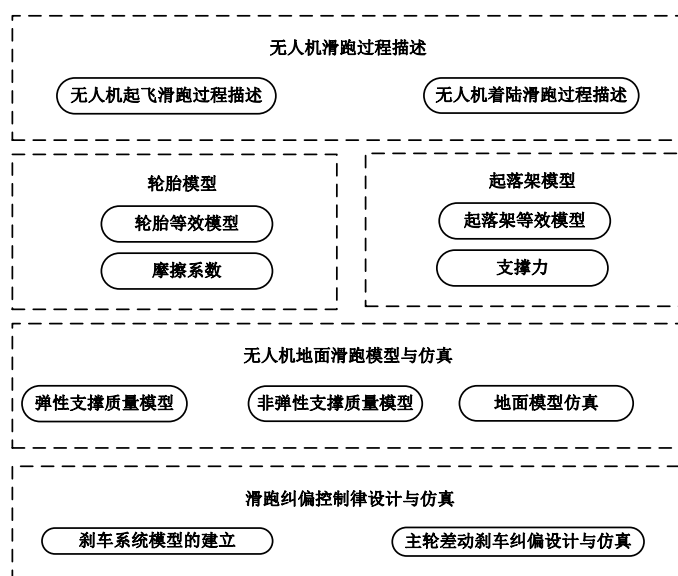 无人机滑跑过程描述
无人机起飞滑跑过程描述
无人机着陆滑跑过程描述
轮胎模型
轮胎等效模型
摩擦系数
起落架模型
起落架等效模型
支撑力
无人机地面滑跑模型与仿真
弹性支撑质量模型
非弹性支撑质量模型
地面模型仿真
滑跑纠偏控制律设计与仿真
刹车系统模型的建立
主轮差动刹车纠偏设计与仿真